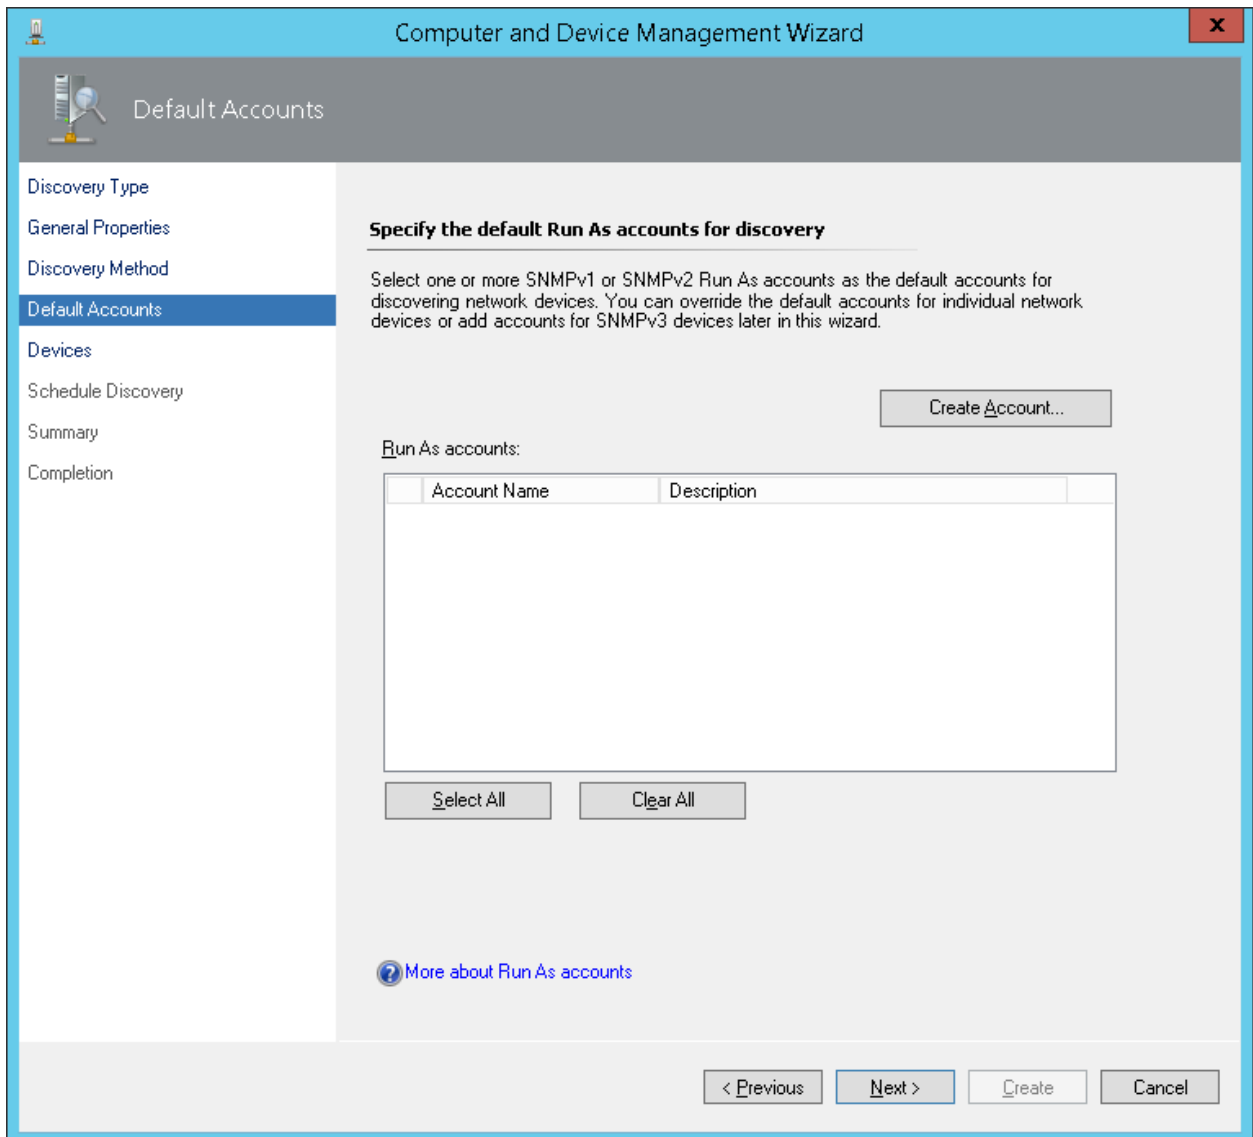 Computer and Device Management Wizard
x
Default Accounts
Discovery Type
General Properties
Discovery Method
Default Accounts
Devices
Schedule Discovery
Summary
Completion
Specify the default Run As accounts for discovery
Select one or more SNMPv1 or SNMPv2 Run As accounts as the default accounts for
discovering network devices. You can override the default accounts for individual network
devices or add accounts for SNMPv3 devices later in this wizard.
Create Account...
Run As accounts:
Account Name Description
Select All Clear All
?More about Run As accounts
< Previous Next > Create Cancel